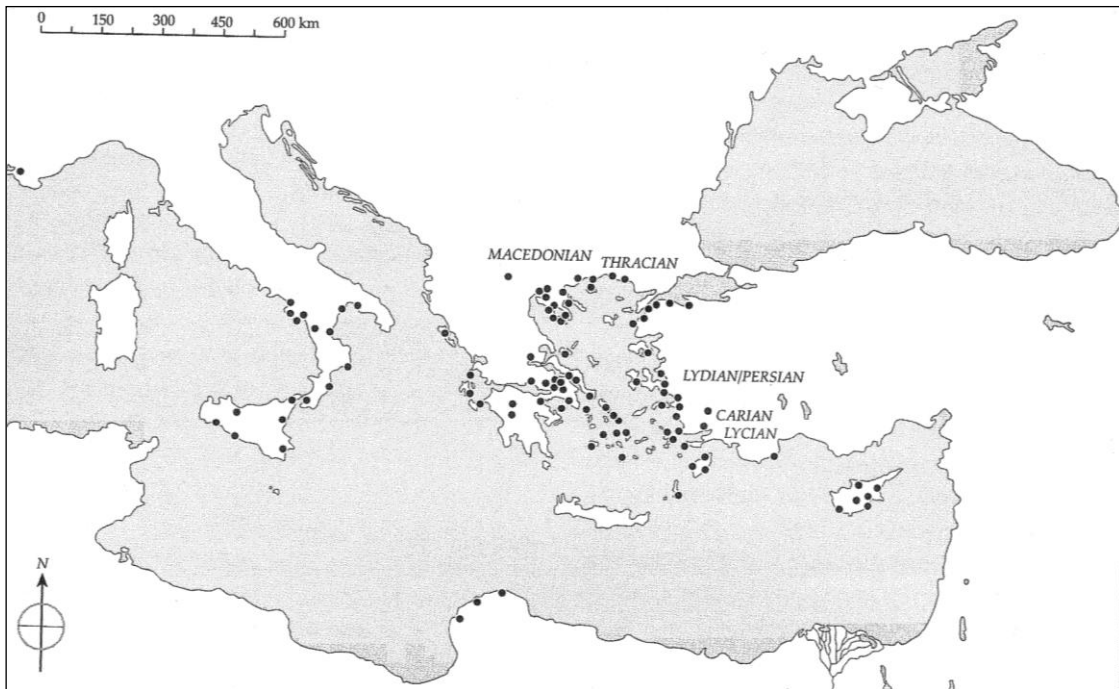 0 150 300 450 600 km
MACEDONIAN
THRACIAN
LYDIAN/PERSIAN
CARIAN
LYCIAN
N